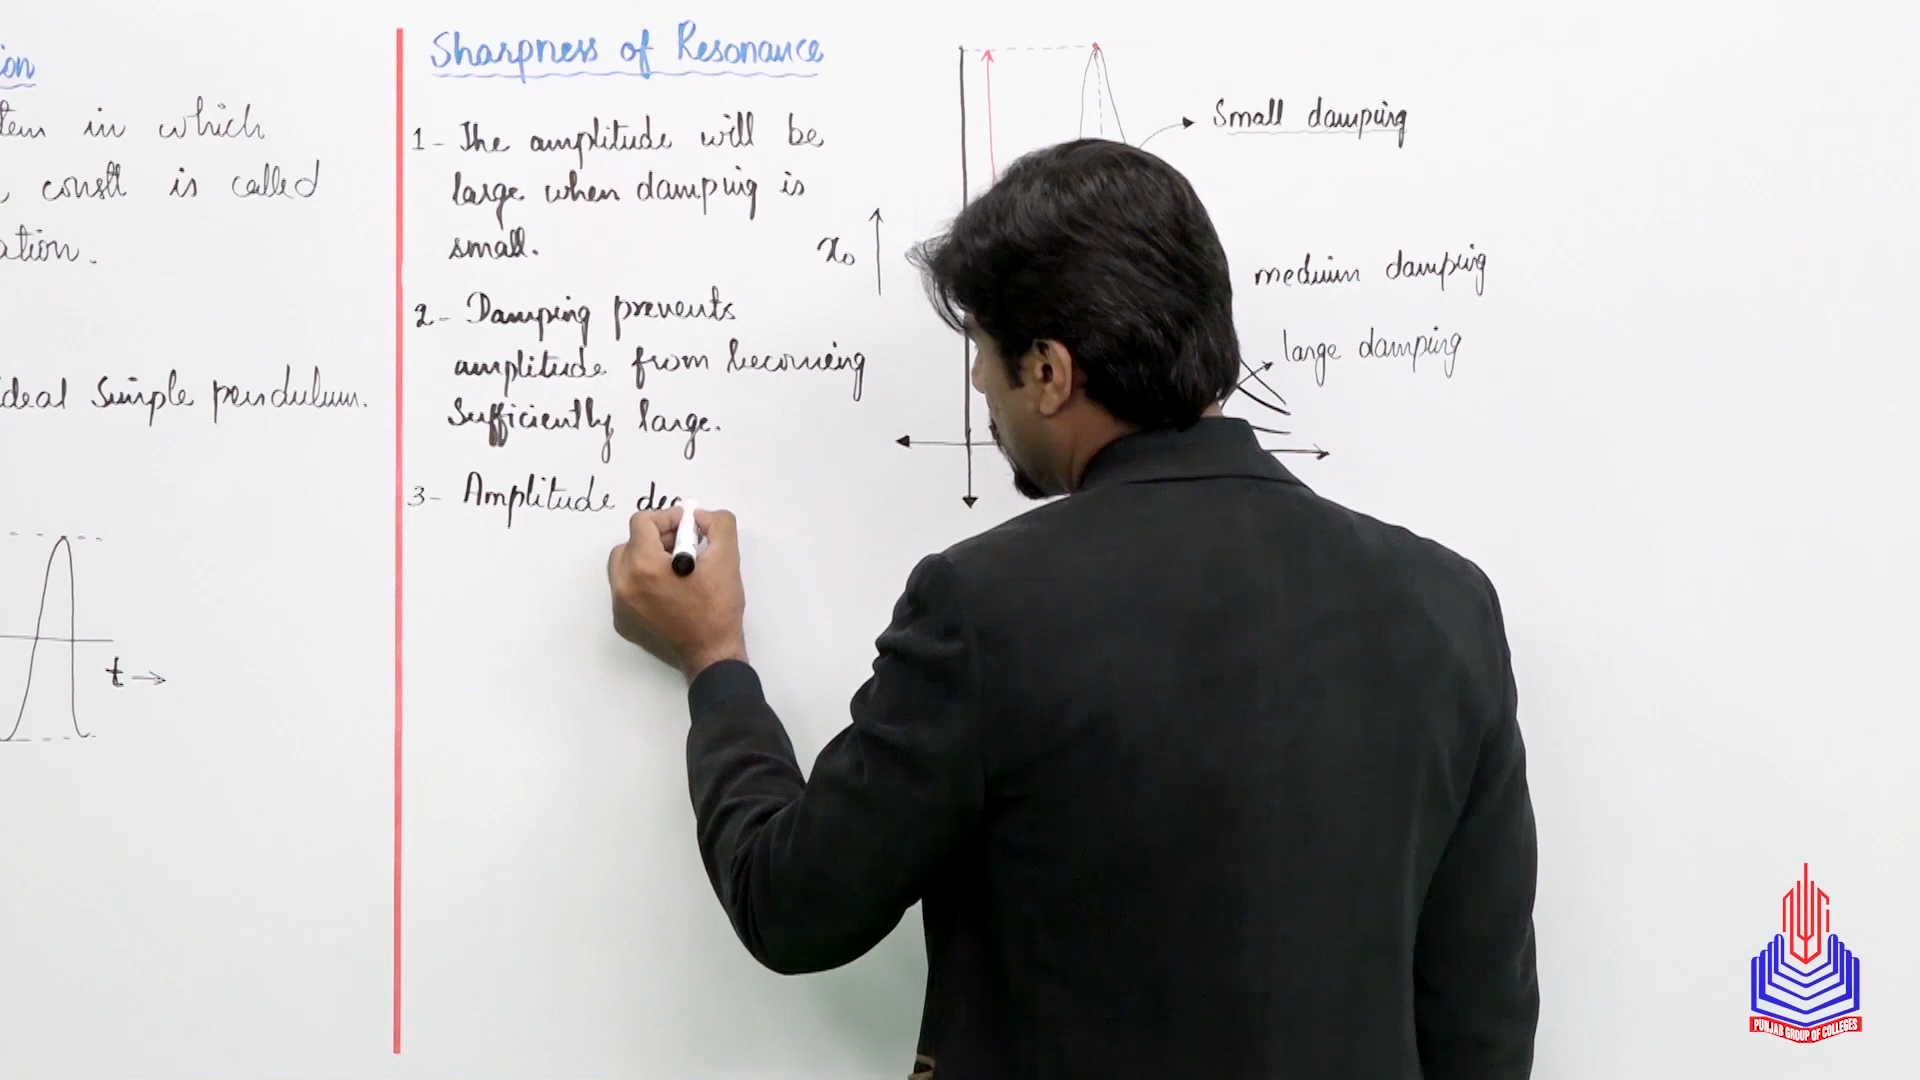 ion
tem in which
constt is called
ation.
ideal Simple pendulum.
t
Sharpness of Resonance
1- The amplitude will be
large when damping is
small.
2- Damping prevents
amplitude from becoming
Sufficiently large.
3- Amplitude dec
x₀
Small damping
medium damping
large damping
PUNJAB GROUP OF COLLEGES